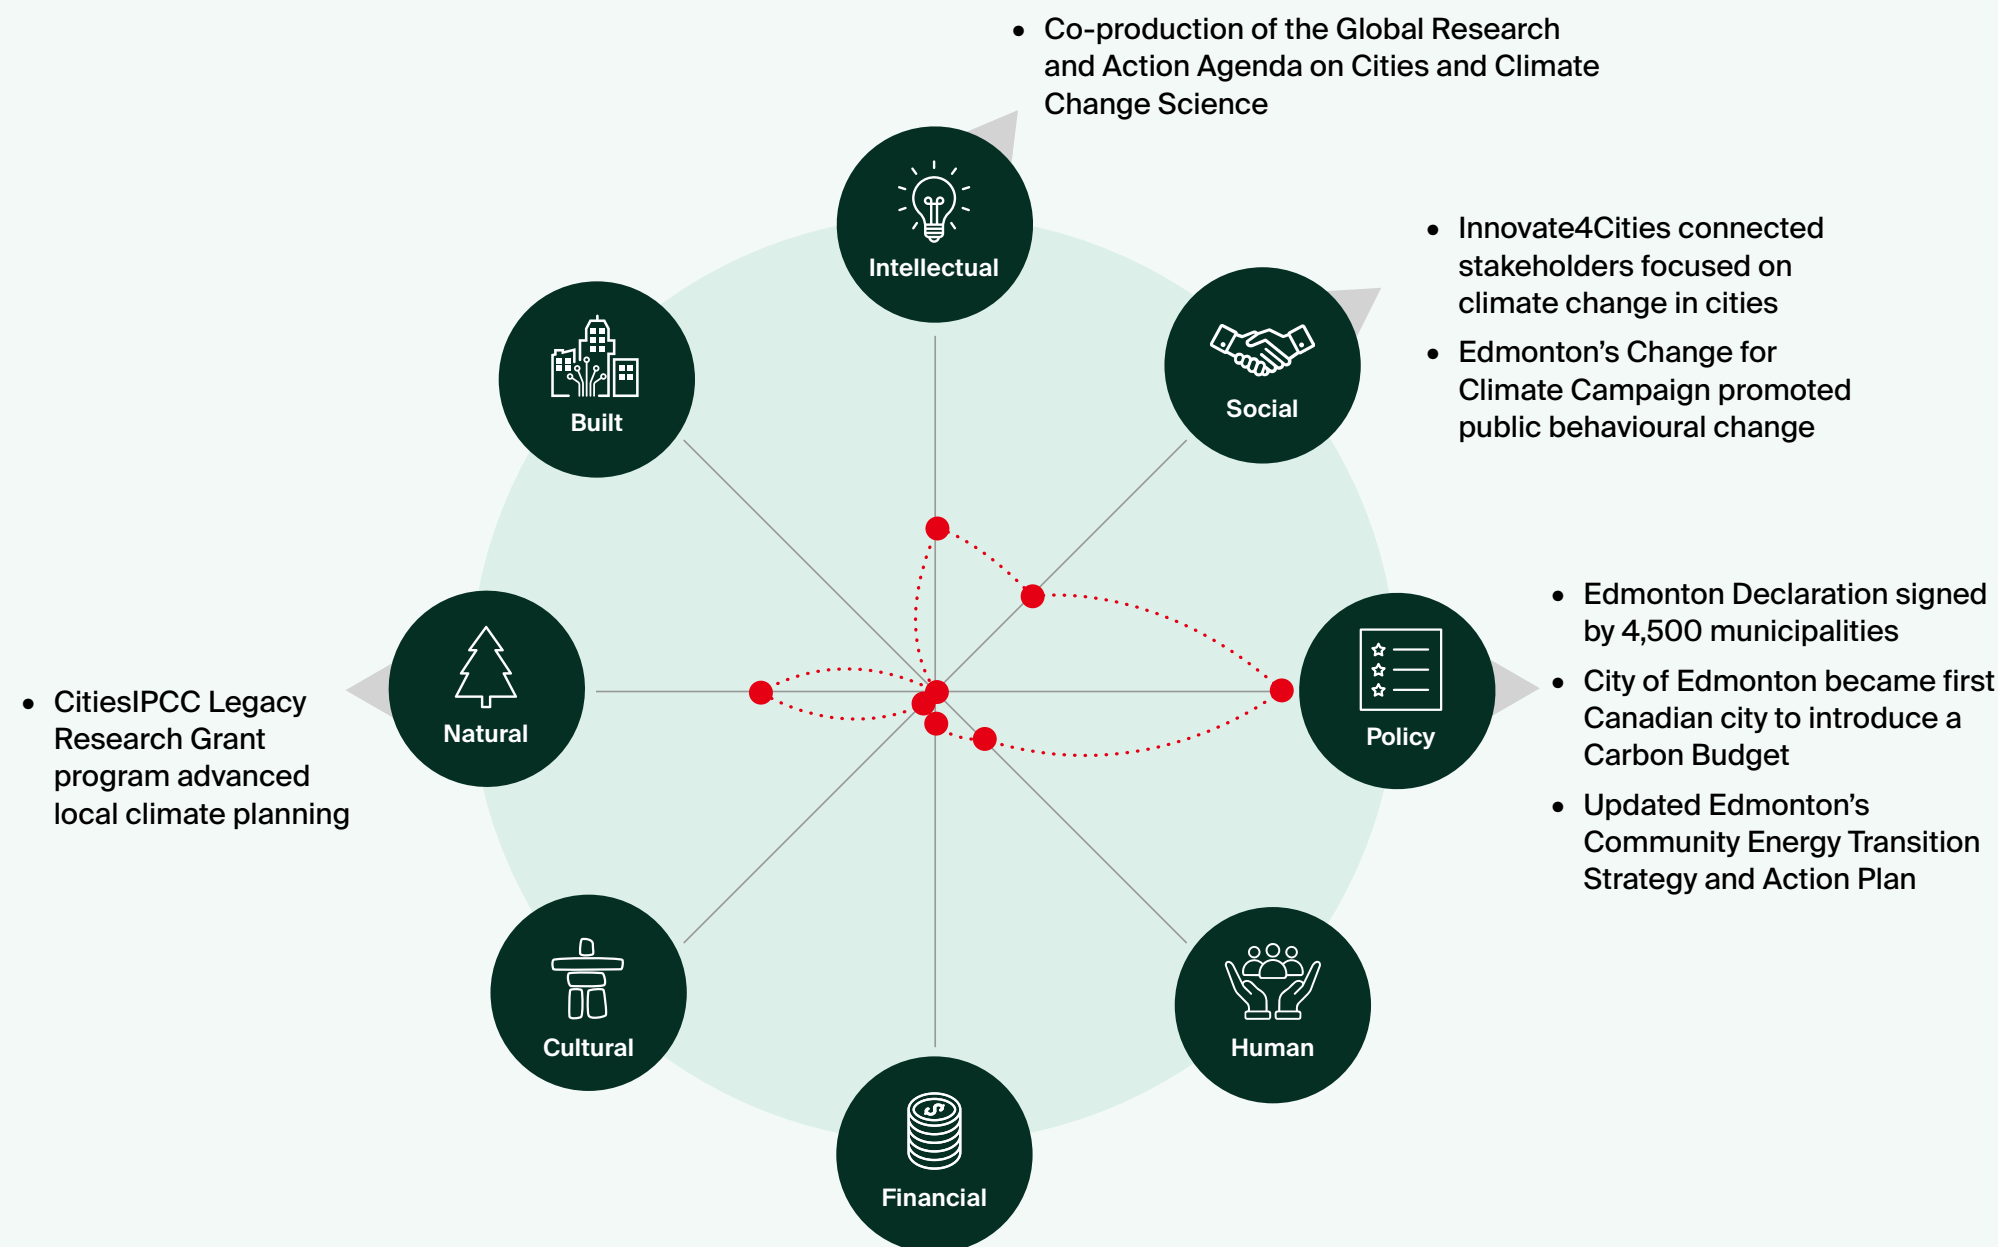 • Co-production of the Global Research
and Action Agenda on Cities and Climate
Change Science
Intellectual
• Innovate4Cities connected
stakeholders focused on
climate change in cities
• Edmonton’s Change for
Climate Campaign promoted
public behavioural change
Social
Built
• Edmonton Declaration signed
by 4,500 municipalities
• City of Edmonton became first
Canadian city to introduce a
Carbon Budget
• Updated Edmonton’s
Community Energy Transition
Strategy and Action Plan
Policy
Natural
• CitiesIPCC Legacy
Research Grant
program advanced
local climate planning
Cultural
Human
$
Financial